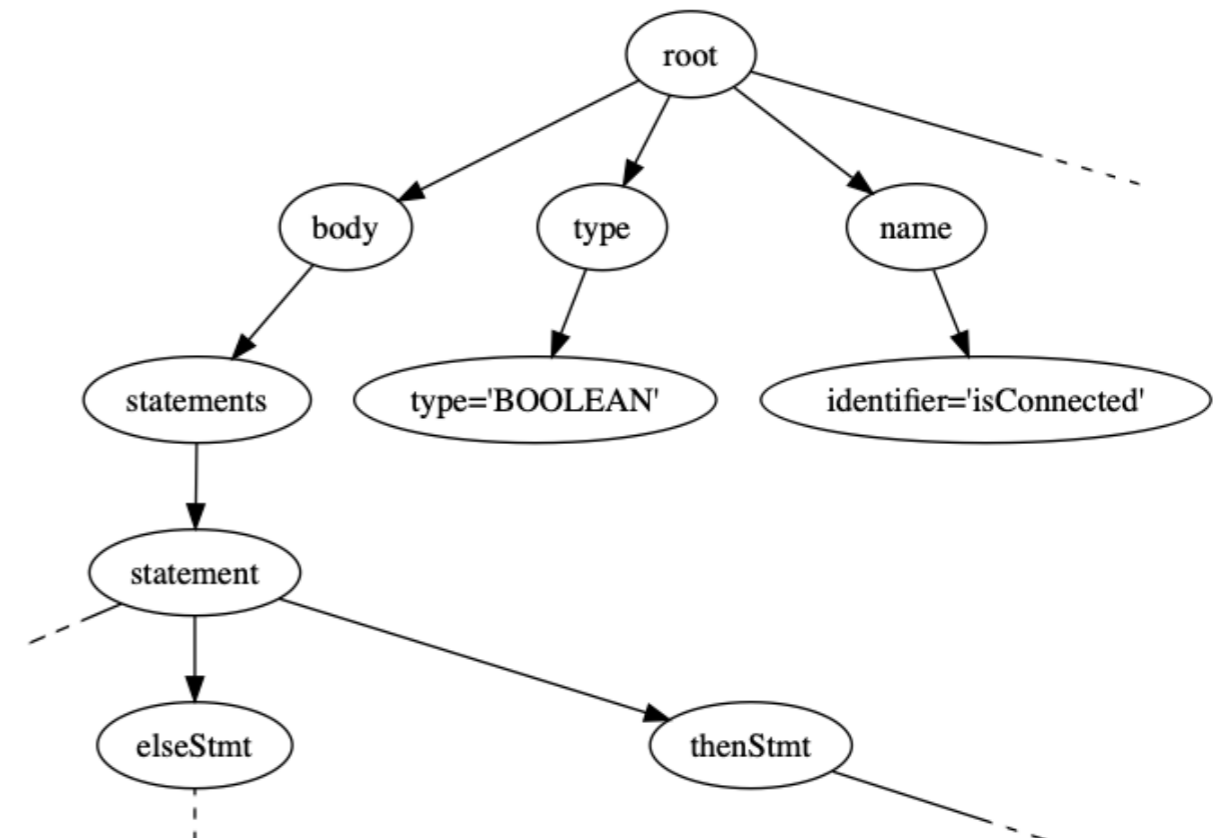 root
body
type
name
statements
type='BOOLEAN'
identifier='isConnected'
statement
elseStmt
thenStmt